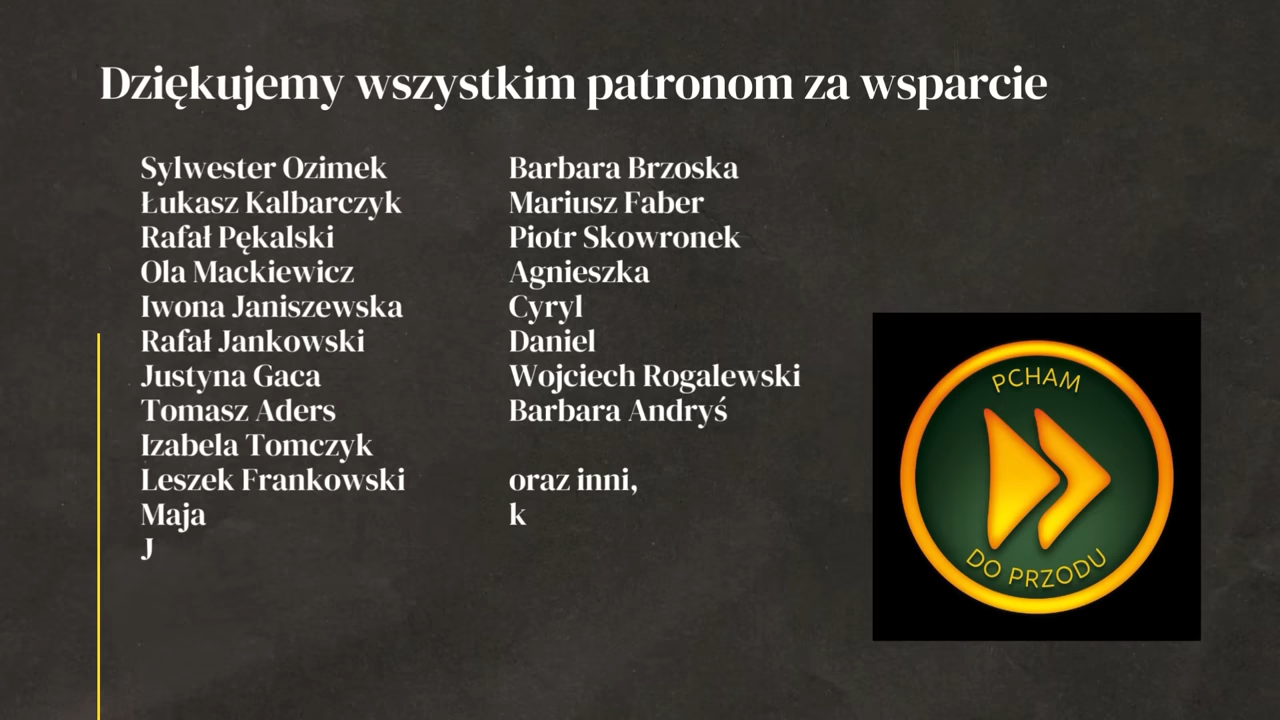 Dziękujemy wszystkim patronom za wsparcie
Sylwester Ozimek
Łukasz Kalbarczyk
Rafał Pękalski
Ola Mackiewicz
Iwona Janiszewska
Rafał Jankowski
Justyna Gaca
Tomasz Aders
Izabela Tomczyk
Leszek Frankowski
Maja
J
Barbara Brzoska
Mariusz Faber
Piotr Skowronek
Agnieszka
Cyryl
Daniel
Wojciech Rogalewski
Barbara Andryś
oraz inni,
k
PCHAM
DO PRZODU